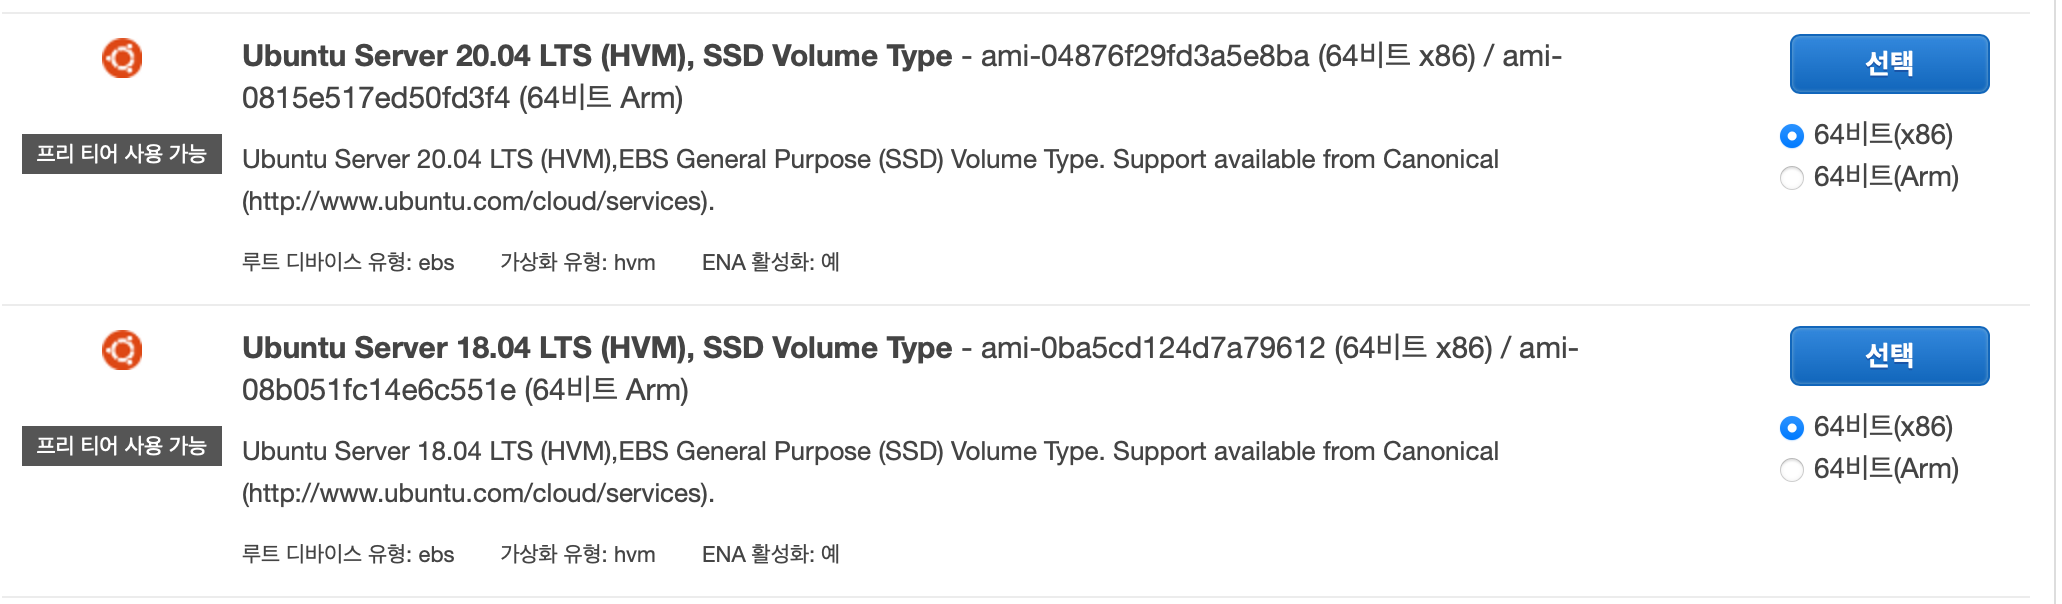 Ubuntu Server 20.04 LTS (HVM), SSD Volume Type - ami-04876f29fd3a5e8ba (64비트 x86) / ami-
0815e517ed50fd3f4 (64비트 Arm)
선택
프리 티어 사용 가능
Ubuntu Server 20.04 LTS (HVM),EBS General Purpose (SSD) Volume Type. Support available from Canonical
(http://www.ubuntu.com/cloud/services).
64비트(x86)
64비트(Arm)
루트 디바이스 유형: ebs 가상화 유형: hvm ENA 활성화: 예
Ubuntu Server 18.04 LTS (HVM), SSD Volume Type - ami-0ba5cd124d7a79612 (64비트 x86) / ami-
08b051fc14e6c551e (64비트 Arm)
선택
프리 티어 사용 가능
Ubuntu Server 18.04 LTS (HVM),EBS General Purpose (SSD) Volume Type. Support available from Canonical
(http://www.ubuntu.com/cloud/services).
64비트(x86)
64비트(Arm)
루트 디바이스 유형: ebs 가상화 유형: hvm ENA 활성화: 예